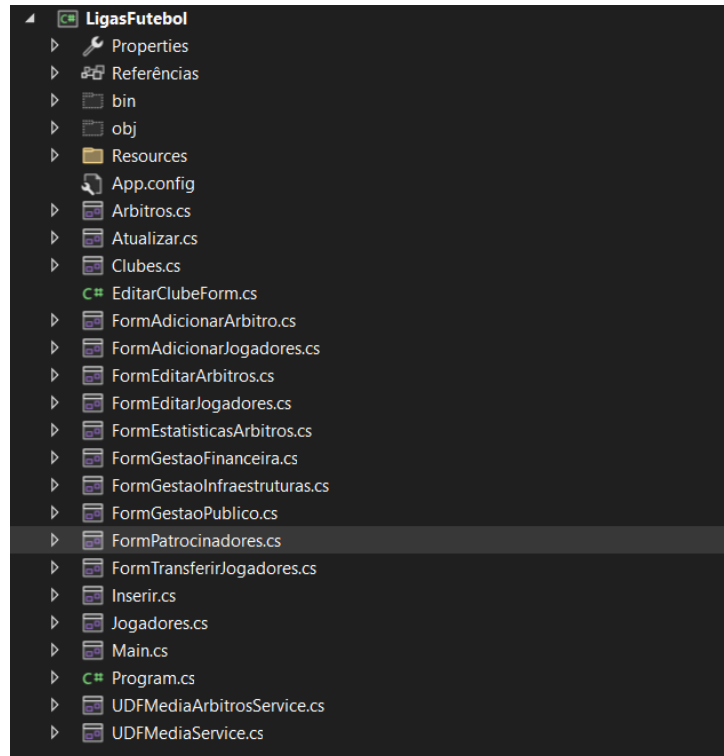 LigasFutebol
Properties
Referências
bin
obj
Resources
App.config
Arbitros.cs
Atualizar.cs
Clubes.cs
C# EditarClubeForm.cs
FormAdicionarArbitro.cs
FormAdicionarJogadores.cs
FormEditarArbitros.cs
FormEditarJogadores.cs
FormEstatisticasArbitros.cs
FormGestaoFinanceira.cs
FormGestaoInfraestruturas.cs
FormGestaoPublico.cs
FormPatrocinadores.cs
FormTransferirJogadores.cs
Inserir.cs
Jogadores.cs
Main.cs
C# Program.cs
UDFMediaArbitrosService.cs
UDFMediaService.cs